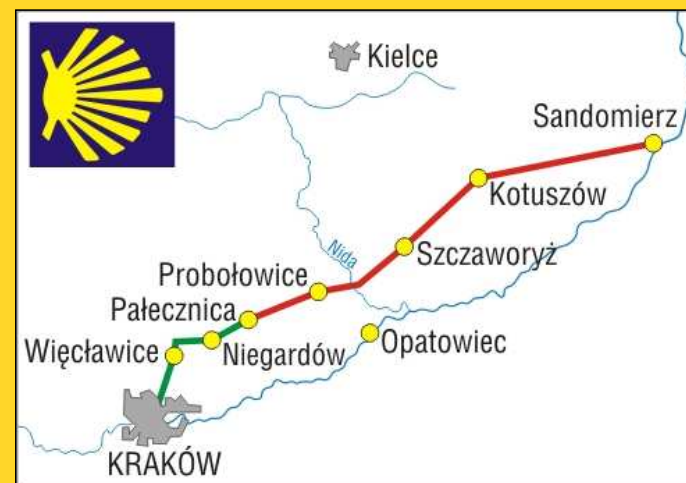 Kielce
Sandomierz
Kotuszów
Nida
Szczaworyż
Probołowice
Pałecznica
Więcławice
Niegardów
Opatowiec
KRAKÓW